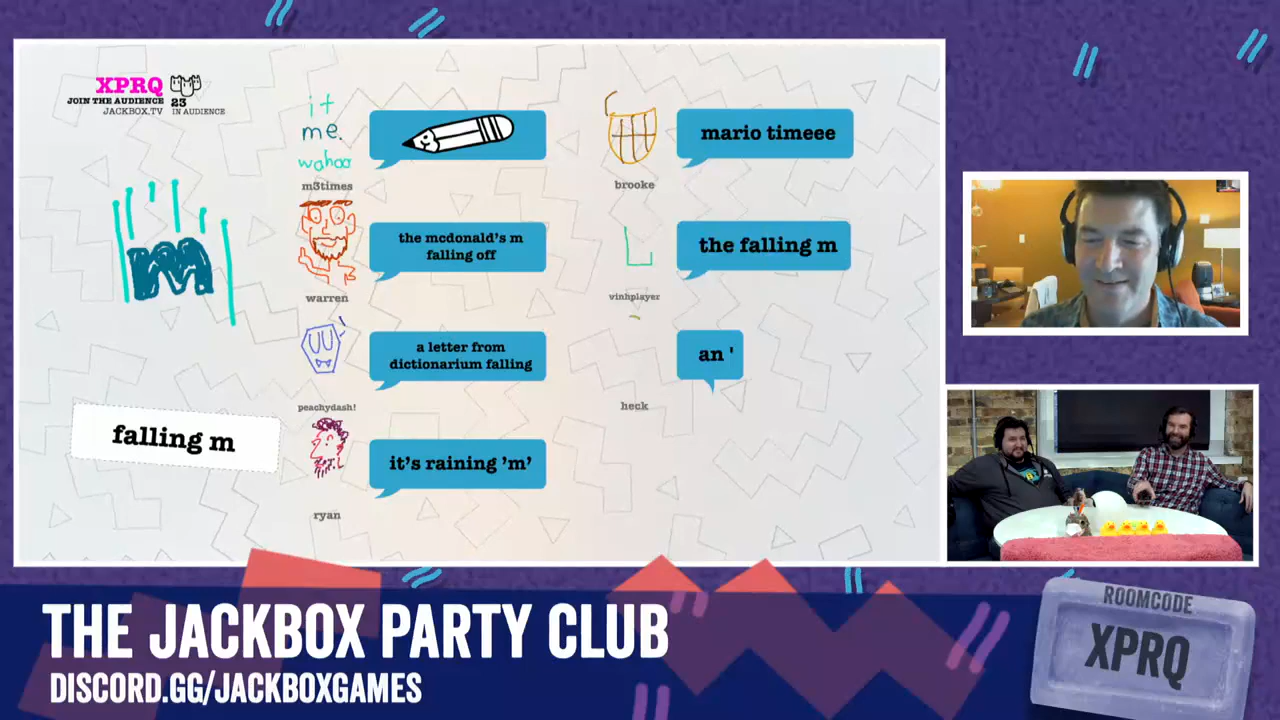 XPRQ
JOIN THE AUDIENCE
JACKBOX.TV
23
IN AUDIENCE
m
falling m
it
me.
wahoo
m3times
the mcdonald's m
falling off
warren
a letter from
dictionarium falling
peachydash!
it's raining 'm'
ryan
mario timeee
brooke
L
the falling m
vinhplayer
an '
heck
THE JACKBOX PARTY CLUB
DISCORD.GG/JACKBOXGAMES
ROOMCODE
XPRQ